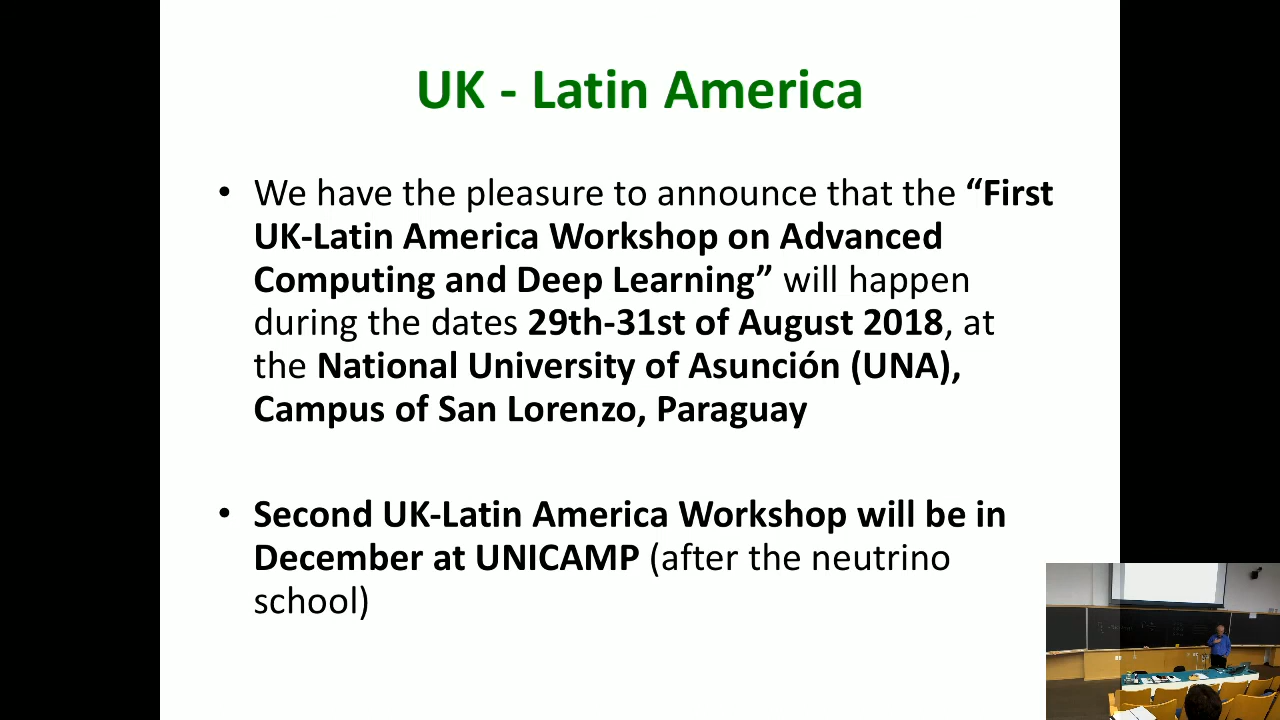 UK - Latin America
• We have the pleasure to announce that the “First
UK-Latin America Workshop on Advanced
Computing and Deep Learning” will happen
during the dates 29th-31st of August 2018, at
the National University of Asunción (UNA),
Campus of San Lorenzo, Paraguay
• Second UK-Latin America Workshop will be in
December at UNICAMP (after the neutrino
school)